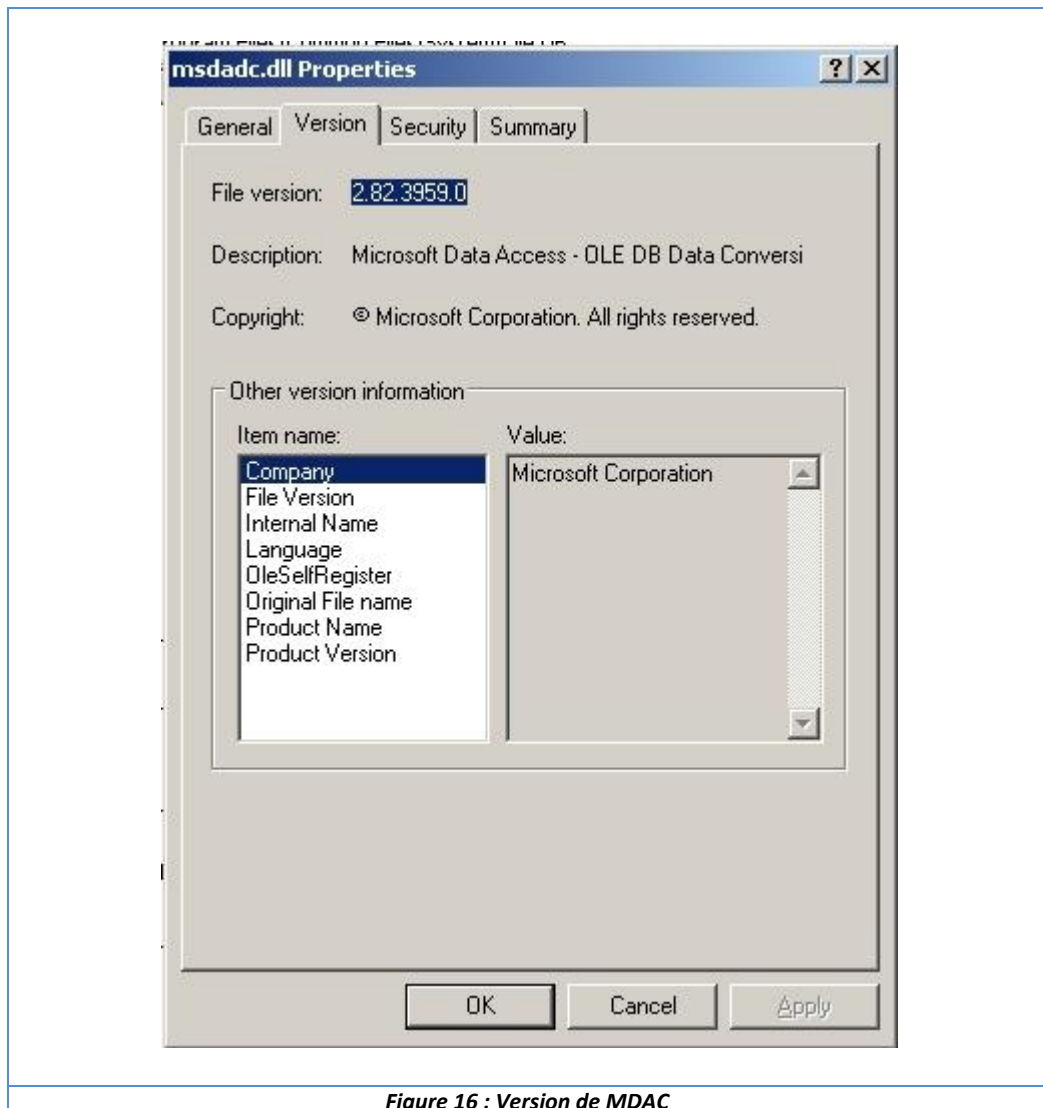 msdadc.dll Properties
General Version Security Summary
File version: 2.82.3959.0
Description: Microsoft Data Access - OLE DB Data Conversi
Copyright: © Microsoft Corporation. All rights reserved.
Other version information
Item name: Value:
Company Microsoft Corporation
File Version
Internal Name
Language
OleSelfRegister
Original File name
Product Name
Product Version
OK Cancel Apply
Figure 16 : Version de MDAC